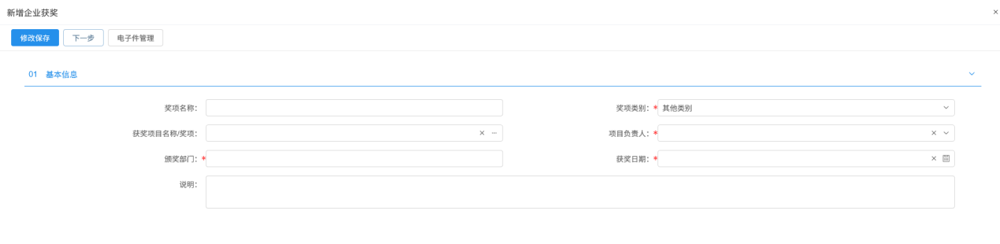 新增企业获奖
修改保存 下一步 电子件管理
01 基本信息
奖项名称： 奖项类别：* 其他类别
获奖项目名称/奖项： 项目负责人：*
颁奖部门：* 获奖日期：*
说明：